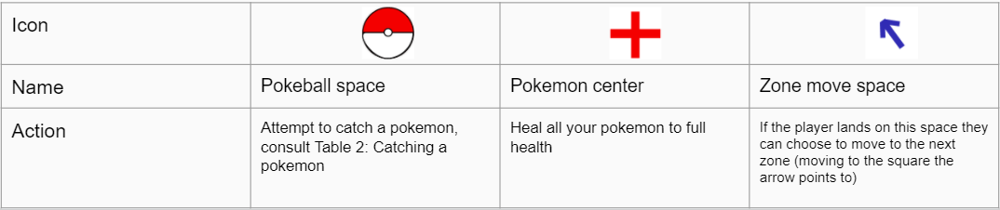 Icon
Name
Pokeball space
Pokemon center
Zone move space
Action
Attempt to catch a pokemon,
consult Table 2: Catching a
pokemon
Heal all your pokemon to full
health
If the player lands on this space they
can choose to move to the next
zone (moving to the square the
arrow points to)